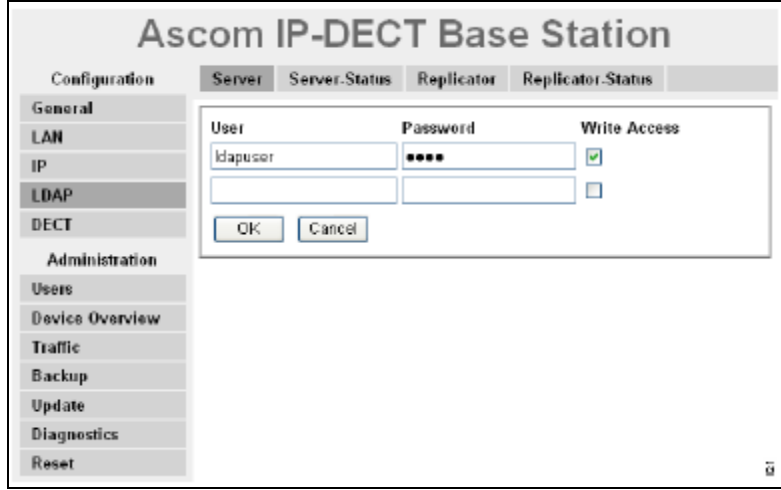 Ascom IP-DECT Base Station
Configuration
Server Server-Status Replicator Replicator-Status
General
LAN
IP
LDAP
DECT
Administration
Users
Device Overview
Traffic
Backup
Update
Diagnostics
Reset
User Password Write Access
ldapuser ••••
OK Cancel